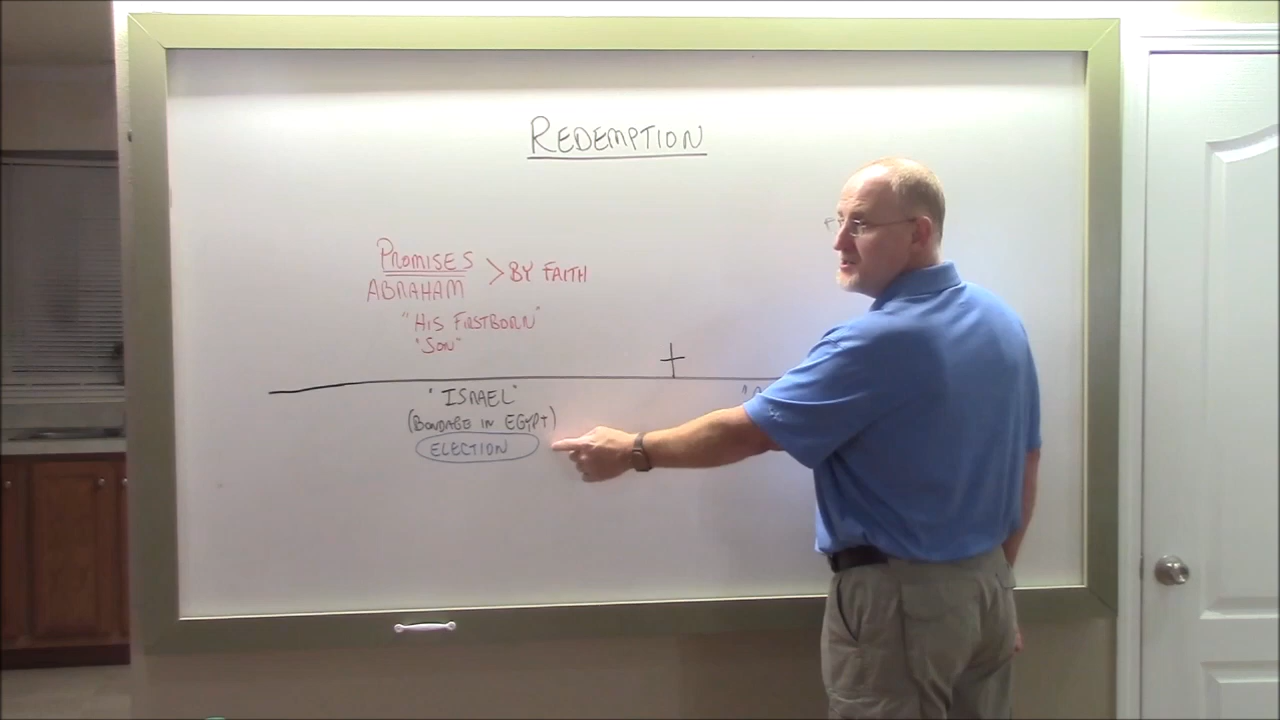 REDEMPTION
PROMISES
ABRAHAM > BY FAITH
"HIS FIRSTBORN"
"SON"
"ISRAEL"
(BONDAGE IN EGYPT)
ELECTION